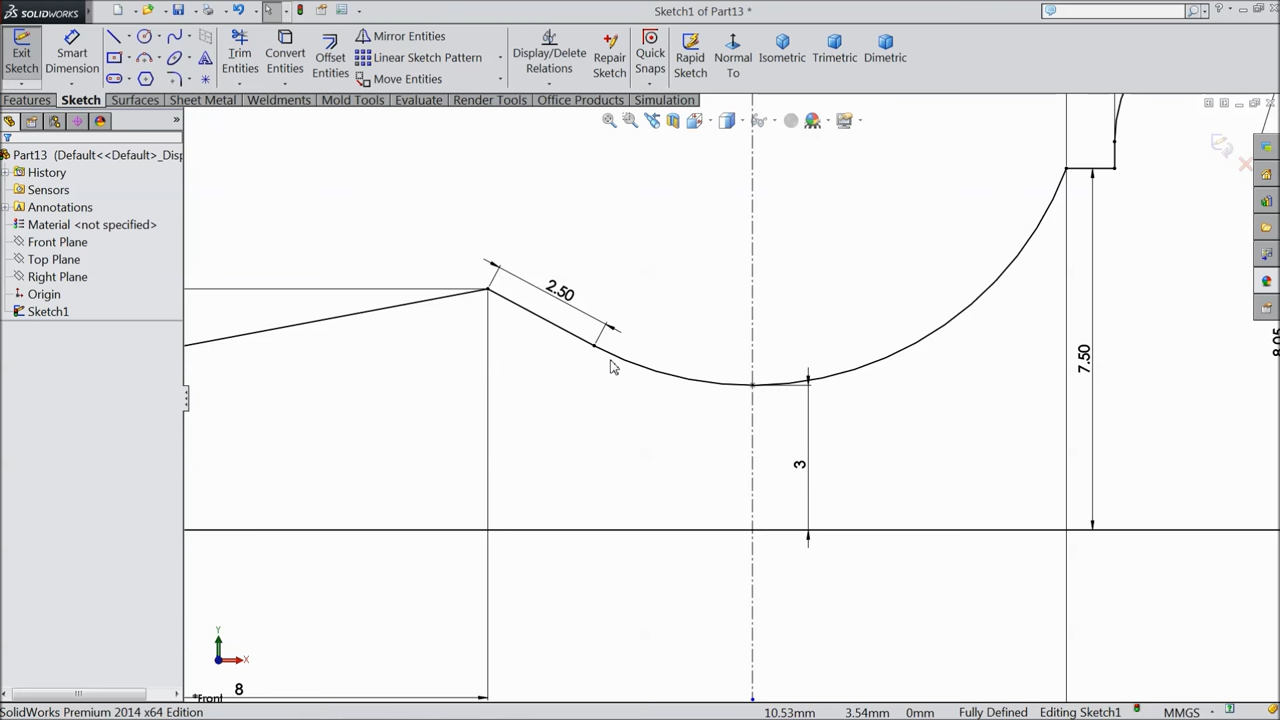 SOLIDWORKS
Sketch1 of Part13 *
Exit Sketch
Smart Dimension
Trim Entities
Convert Entities
Offset Entities
Mirror Entities
Linear Sketch Pattern
Move Entities
Display/Delete Relations
Repair Sketch
Quick Snaps
Rapid Sketch
Normal To
Isometric
Trimetric
Dimetric
Features
Sketch
Surfaces
Sheet Metal
Weldments
Mold Tools
Evaluate
Render Tools
Office Products
Simulation
Part13 (Default<<Default>_Disp
History
Sensors
Annotations
Material <not specified>
Front Plane
Top Plane
Right Plane
Origin
Sketch1
2.50
7.50
8.05
3
8
Y
X
*Front
SolidWorks Premium 2014 x64 Edition
10.53mm
3.54mm
0mm
Fully Defined
Editing Sketch1
MMGS